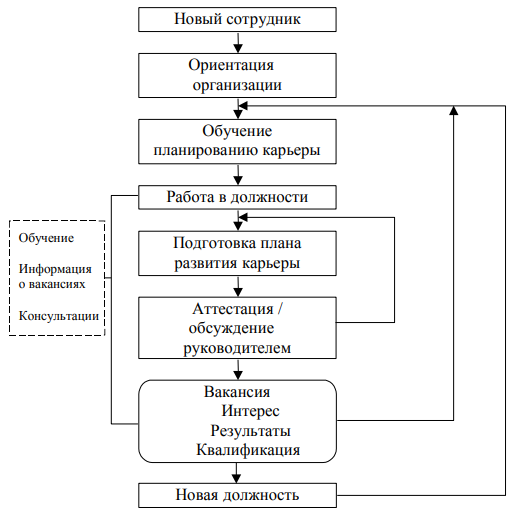 Новый сотрудник
Ориентация
организации
Обучение
планированию карьеры
Работа в должности
Обучение
Информация
о вакансиях
Консультации
Подготовка плана
развития карьеры
Аттестация /
обсуждение
руководителем
Вакансия
Интерес
Результаты
Квалификация
Новая должность